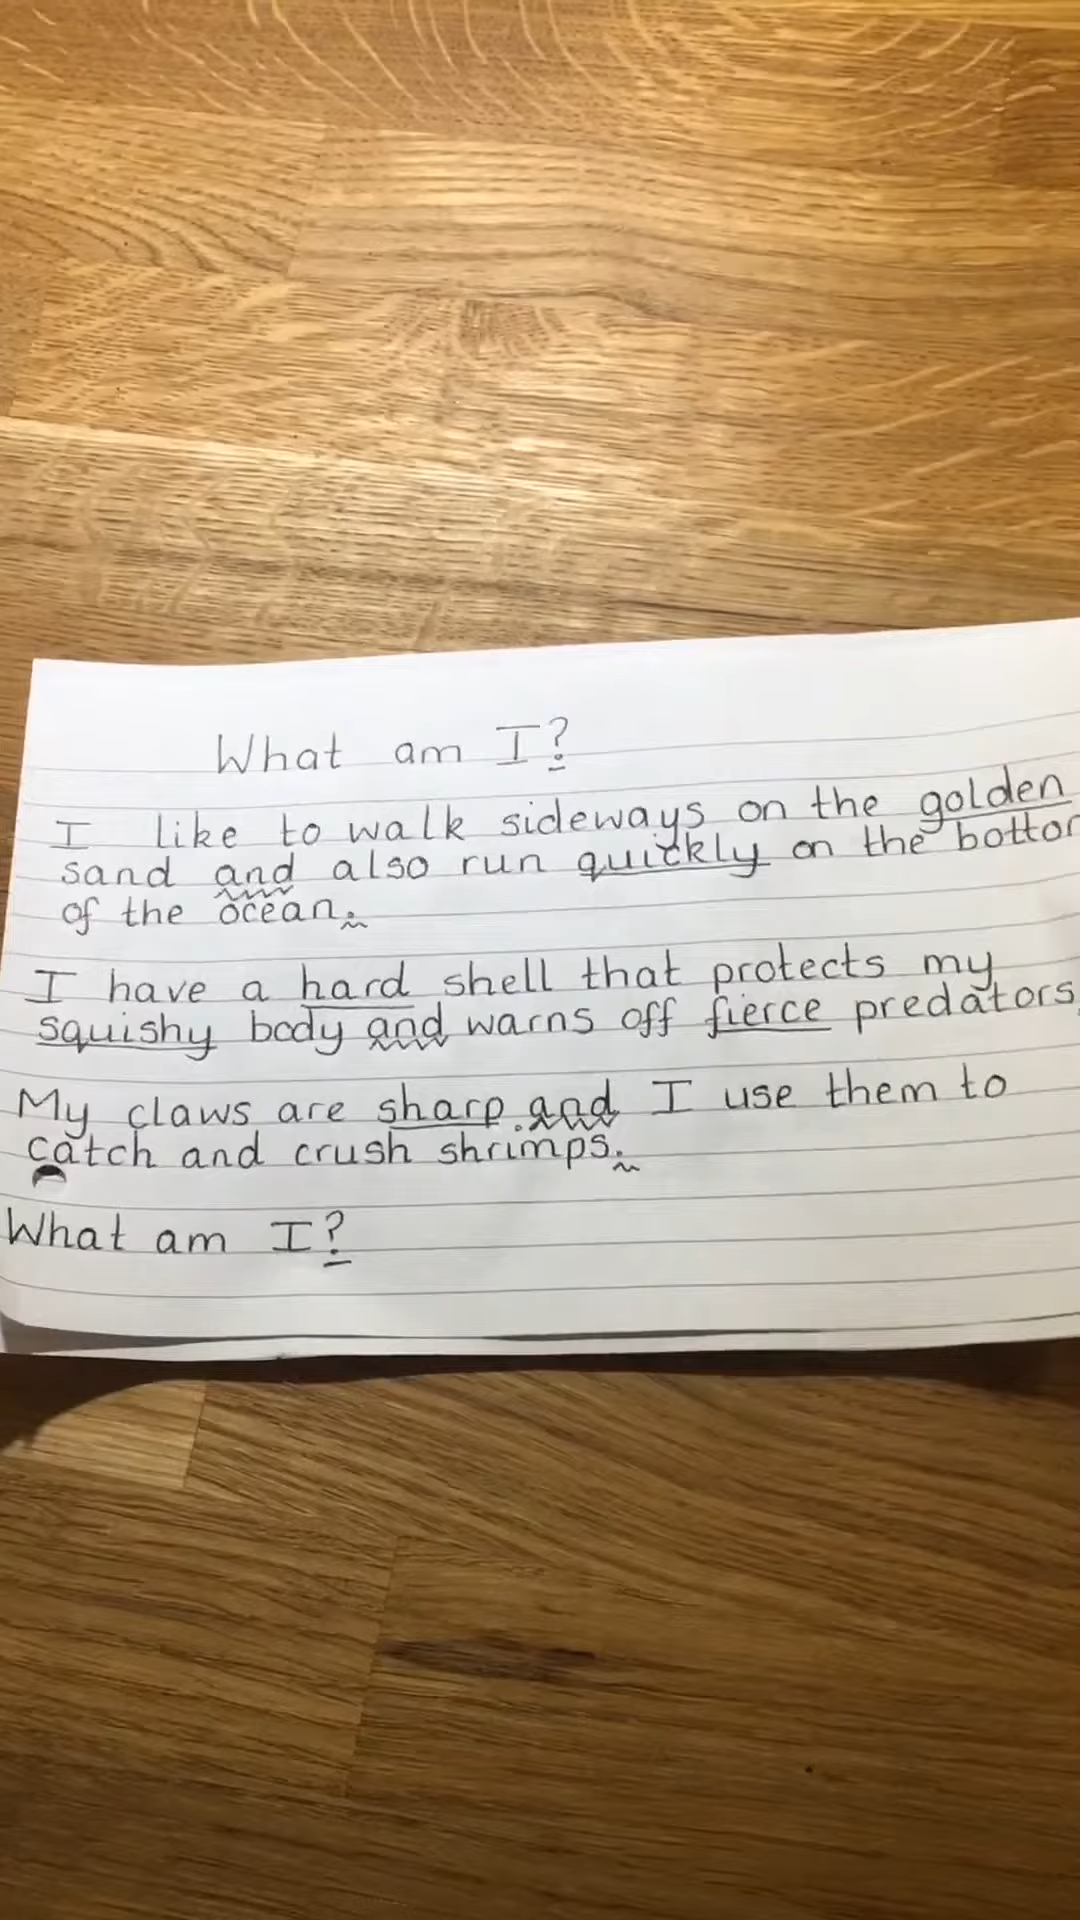 What am I?
I like to walk sideways on the golden
sand and also run quickly on the bottom
of the ocean.
I have a hard shell that protects my
squishy body and warns off fierce predators.
My claws are sharp and I use them to
catch and crush shrimps.
What am I?